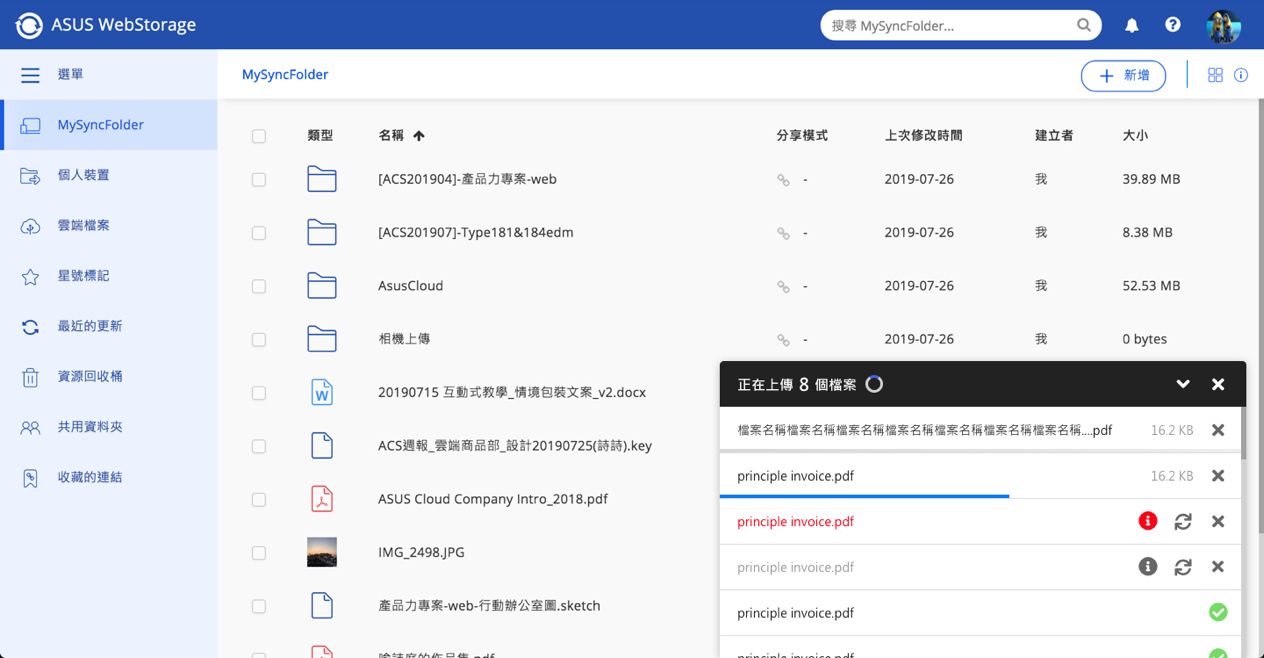 ASUS WebStorage
搜尋 MySyncFolder...
選單
MySyncFolder
個人裝置
雲端檔案
星號標記
最近的更新
資源回收桶
共用資料夾
收藏的連結
MySyncFolder
新增
類型 名稱 分享模式 上次修改時間 建立者 大小
[ACS201904]-產品力專案-web - 2019-07-26 我 39.89 MB
[ACS201907]-Type181&184edm - 2019-07-26 我 8.38 MB
AsusCloud - 2019-07-26 我 52.53 MB
相機上傳 - 2019-07-26 我 0 bytes
20190715 互動式教學_情境包裝文案_v2.docx
ACS週報_雲端商品部_設計20190725(詩詩).key
ASUS Cloud Company Intro_2018.pdf
IMG_2498.JPG
產品力專案-web-行動辦公室圖.sketch
正在上傳 8 個檔案
檔案名稱檔案名稱檔案名稱檔案名稱檔案名稱檔案名稱檔案名稱....pdf 16.2 KB
principle invoice.pdf 16.2 KB
principle invoice.pdf
principle invoice.pdf
principle invoice.pdf
principle invoice.pdf